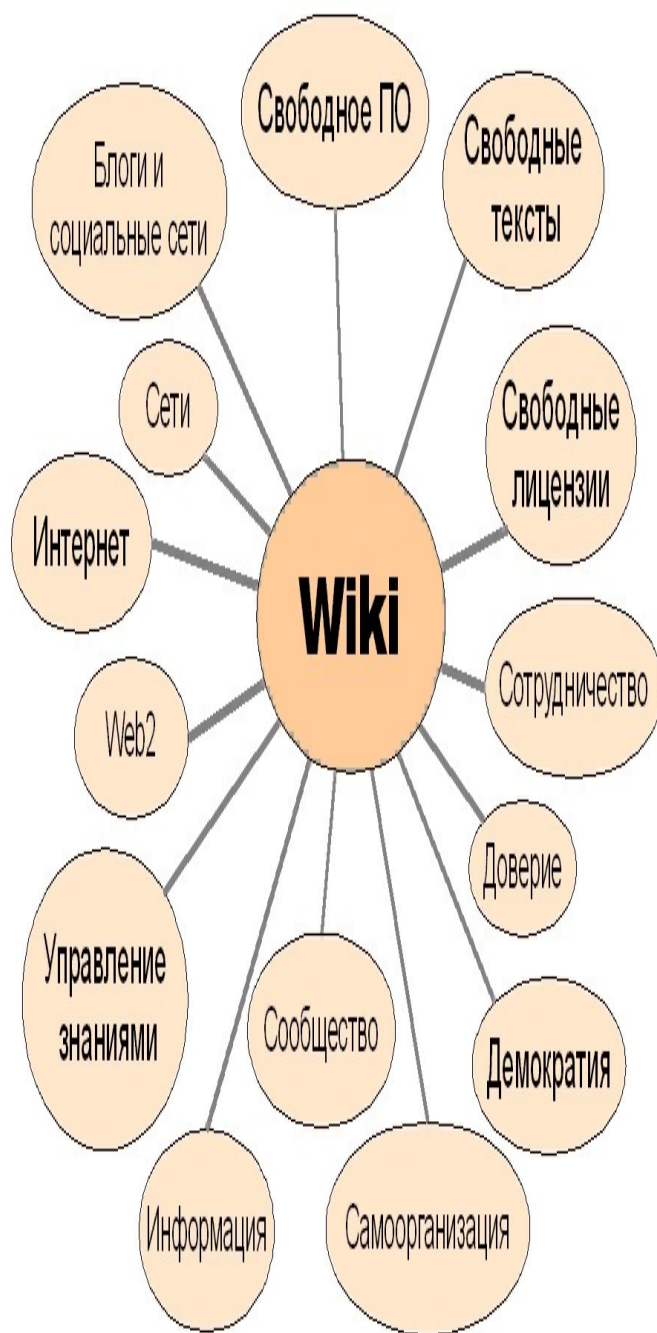 Свободное ПО
Свободные
тексты
Блоги и
социальные сети
Сети
Свободные
лицензии
Интернет
Wiki
Сотрудничество
Web2
Доверие
Управление
знаниями
Сообщество
Демократия
Информация
Самоорганизация